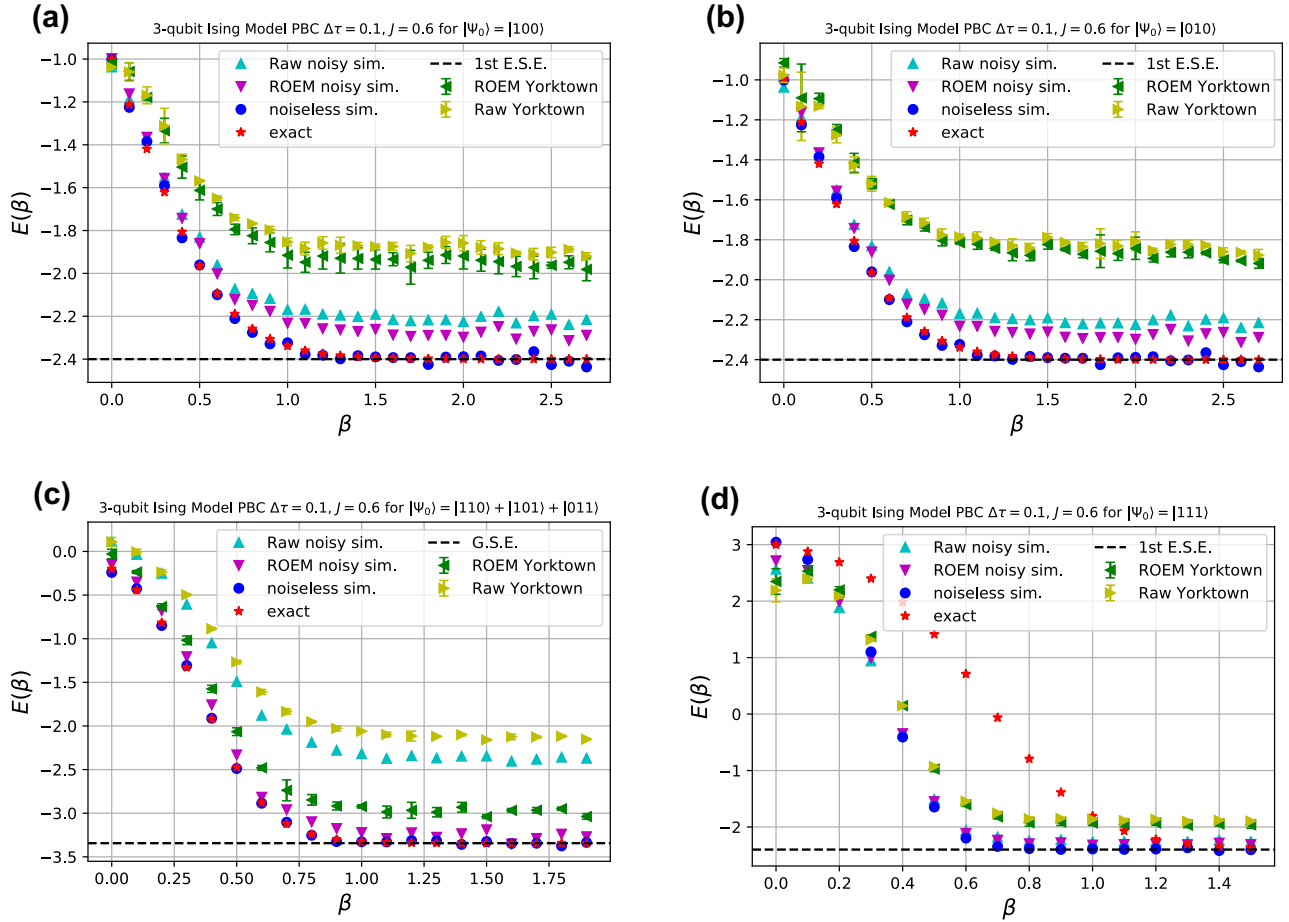 (a)
3-qubit Ising Model PBC Δτ = 0.1, J = 0.6 for |Ψ₀⟩ = |100⟩
Raw noisy sim.
ROEM noisy sim.
noiseless sim.
exact
1st E.S.E.
ROEM Yorktown
Raw Yorktown
E(β)
−1.0
−1.2
−1.4
−1.6
−1.8
−2.0
−2.2
−2.4
0.0 0.5 1.0 1.5 2.0 2.5
β
(b)
3-qubit Ising Model PBC Δτ = 0.1, J = 0.6 for |Ψ₀⟩ = |010⟩
Raw noisy sim.
ROEM noisy sim.
noiseless sim.
exact
1st E.S.E.
ROEM Yorktown
Raw Yorktown
E(β)
−1.0
−1.2
−1.4
−1.6
−1.8
−2.0
−2.2
−2.4
0.0 0.5 1.0 1.5 2.0 2.5
β
(c)
3-qubit Ising Model PBC Δτ = 0.1, J = 0.6 for |Ψ₀⟩ = |110⟩ + |101⟩ + |011⟩
Raw noisy sim.
ROEM noisy sim.
noiseless sim.
exact
G.S.E.
ROEM Yorktown
Raw Yorktown
E(β)
0.0
−0.5
−1.0
−1.5
−2.0
−2.5
−3.0
−3.5
0.00 0.25 0.50 0.75 1.00 1.25 1.50 1.75
β
(d)
3-qubit Ising Model PBC Δτ = 0.1, J = 0.6 for |Ψ₀⟩ = |111⟩
Raw noisy sim.
ROEM noisy sim.
noiseless sim.
exact
1st E.S.E.
ROEM Yorktown
Raw Yorktown
E(β)
3
2
1
0
−1
−2
0.0 0.2 0.4 0.6 0.8 1.0 1.2 1.4
β